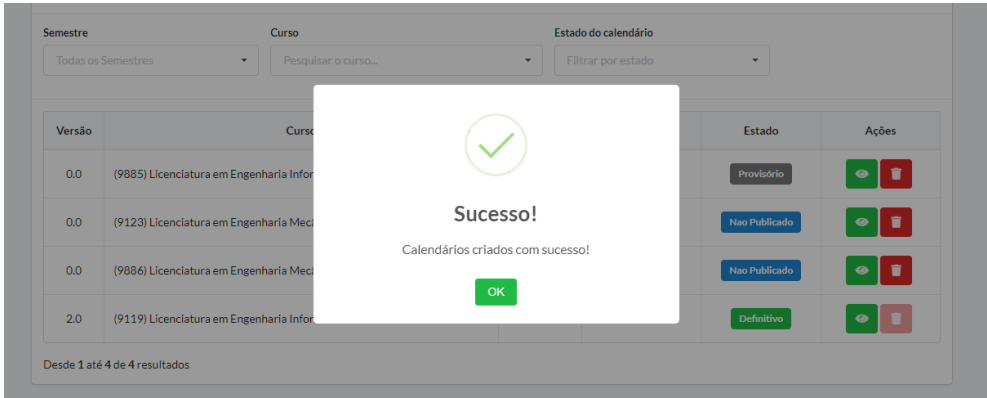 Semestre Curso Estado do calendário
Todas os Semestres Pesquisar o curso... Filtrar por estado
Versão Curso Estado Ações
0.0 (9885) Licenciatura em Engenharia Infor Provisório
0.0 (9123) Licenciatura em Engenharia Mecâ Nao Publicado
0.0 (9886) Licenciatura em Engenharia Mecâ Nao Publicado
2.0 (9119) Licenciatura em Engenharia Infor Definitivo
Sucesso!
Calendários criados com sucesso!
OK
Desde 1 até 4 de 4 resultados